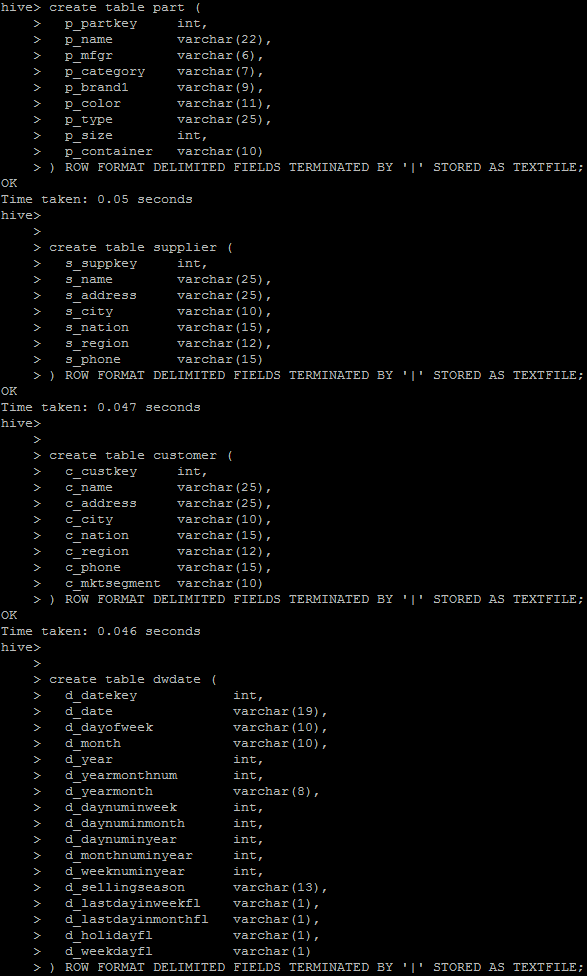 hive> create table part (
    >   p_partkey     int,
    >   p_name        varchar(22),
    >   p_mfgr        varchar(6),
    >   p_category    varchar(7),
    >   p_brand1      varchar(9),
    >   p_color       varchar(11),
    >   p_type        varchar(25),
    >   p_size        int,
    >   p_container   varchar(10)
    > ) ROW FORMAT DELIMITED FIELDS TERMINATED BY '|' STORED AS TEXTFILE;
OK
Time taken: 0.05 seconds
hive>
    >
    > create table supplier (
    >   s_suppkey     int,
    >   s_name        varchar(25),
    >   s_address     varchar(25),
    >   s_city        varchar(10),
    >   s_nation      varchar(15),
    >   s_region      varchar(12),
    >   s_phone       varchar(15)
    > ) ROW FORMAT DELIMITED FIELDS TERMINATED BY '|' STORED AS TEXTFILE;
OK
Time taken: 0.047 seconds
hive>
    >
    > create table customer (
    >   c_custkey     int,
    >   c_name        varchar(25),
    >   c_address     varchar(25),
    >   c_city        varchar(10),
    >   c_nation      varchar(15),
    >   c_region      varchar(12),
    >   c_phone       varchar(15),
    >   c_mktsegment  varchar(10)
    > ) ROW FORMAT DELIMITED FIELDS TERMINATED BY '|' STORED AS TEXTFILE;
OK
Time taken: 0.046 seconds
hive>
    >
    > create table dwdate (
    >   d_datekey            int,
    >   d_date               varchar(19),
    >   d_dayofweek          varchar(10),
    >   d_month              varchar(10),
    >   d_year               int,
    >   d_yearmonthnum       int,
    >   d_yearmonth          varchar(8),
    >   d_daynuminweek       int,
    >   d_daynuminmonth      int,
    >   d_daynuminyear       int,
    >   d_monthnuminyear     int,
    >   d_weeknuminyear      int,
    >   d_sellingseason      varchar(13),
    >   d_lastdayinweekfl    varchar(1),
    >   d_lastdayinmonthfl   varchar(1),
    >   d_holidayfl          varchar(1),
    >   d_weekdayfl          varchar(1)
    > ) ROW FORMAT DELIMITED FIELDS TERMINATED BY '|' STORED AS TEXTFILE;